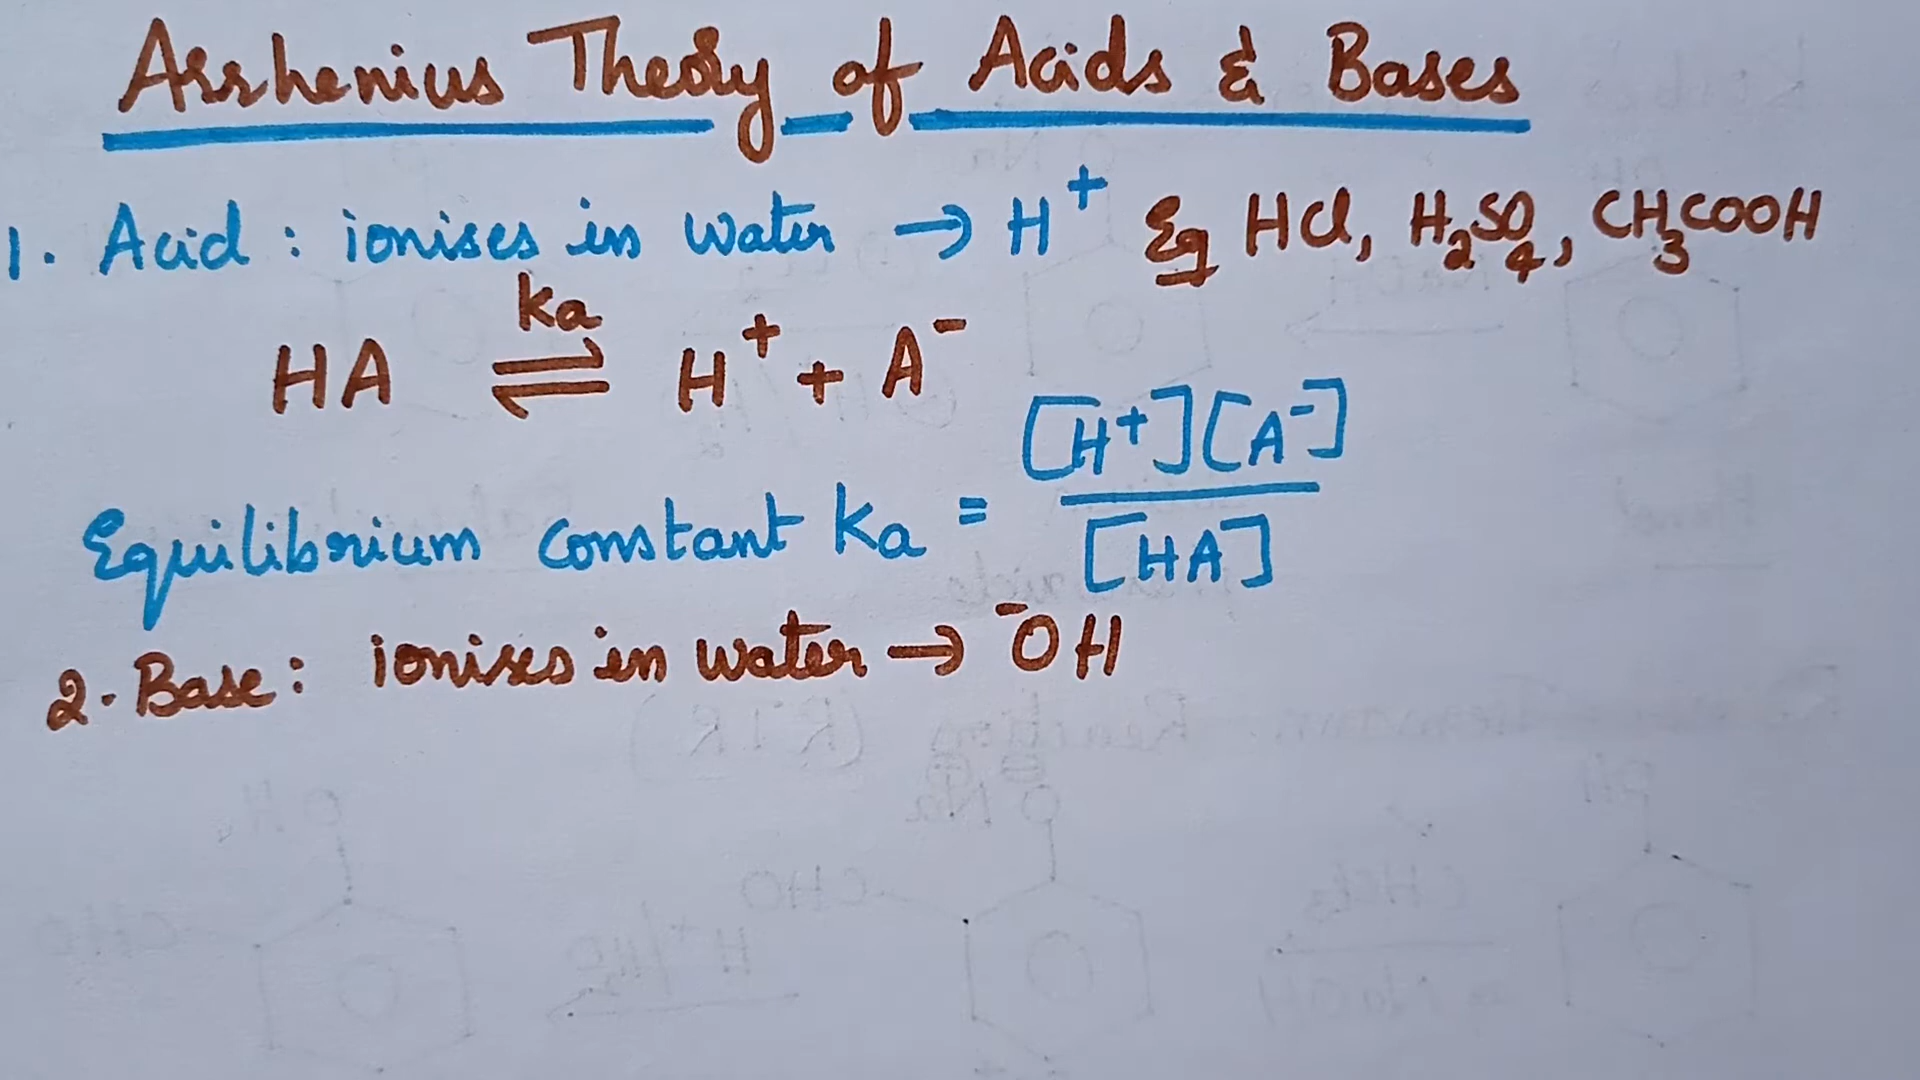 Arrhenius Theory of Acids & Bases
1. Acid : ionises in water → H⁺ Eg HCl, H₂SO₄, CH₃COOH
HA ⇌ ka H⁺ + A⁻
Equilibrium constant ka = [H⁺][A⁻] / [HA]
2. Base : ionises in water → ⁻OH